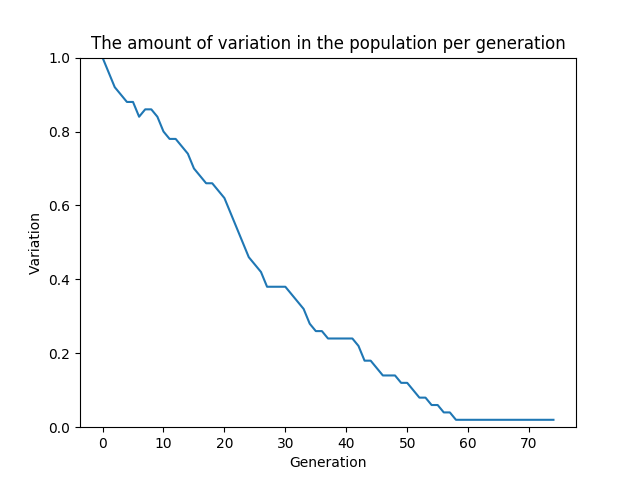 The amount of variation in the population per generation
1.0
0.8
0.6
0.4
0.2
0.0
Variation
0 10 20 30 40 50 60 70
Generation